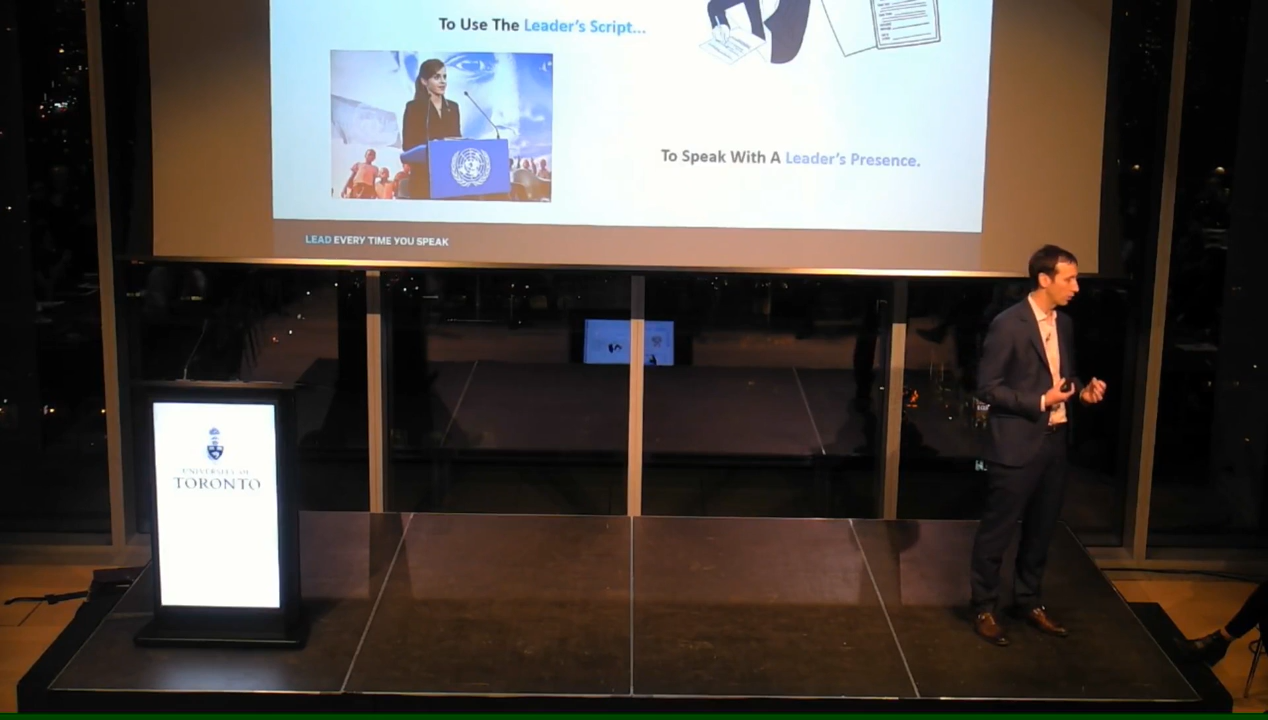 To Use The Leader's Script...
To Speak With A Leader's Presence.
LEAD EVERY TIME YOU SPEAK
UNIVERSITY OF
TORONTO